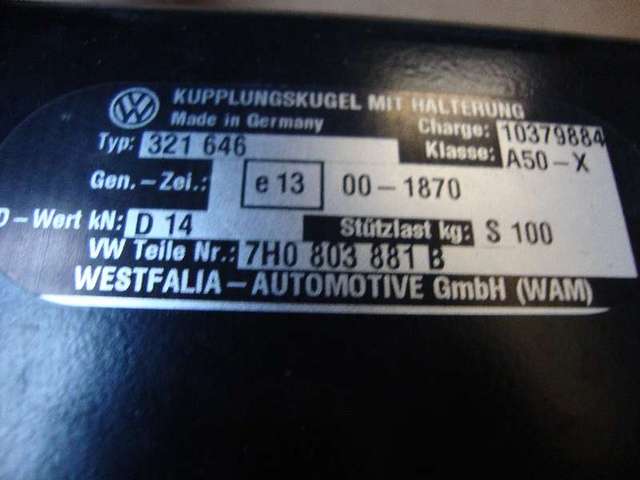 KUPPLUNGSKUGEL MIT HALTERUNG
Made in Germany
Charge: 10379884
Typ: 321 646
Klasse: A50-X
Gen.-Zei.: e 13 00-1870
D-Wert kN: D 14 Stützlast kg: S 100
VW Teile Nr.: 7H0 803 881 B
WESTFALIA-AUTOMOTIVE GmbH (WAM)